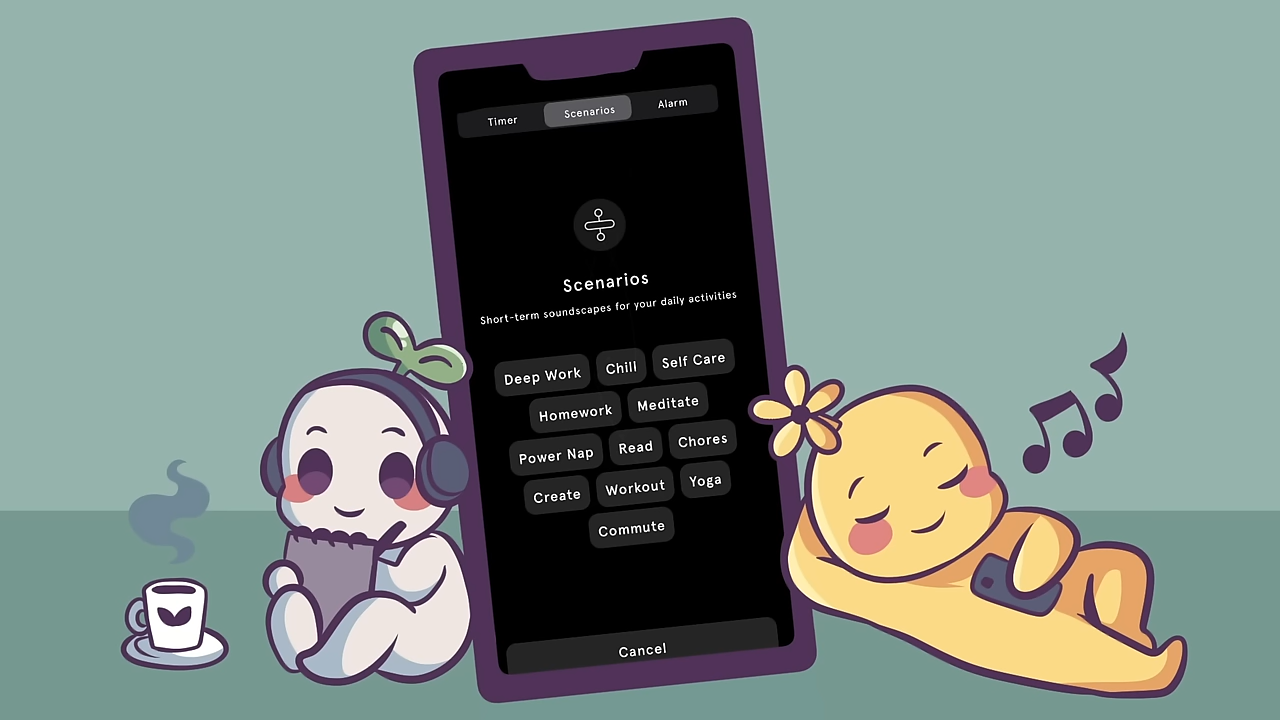 Timer Scenarios Alarm
Scenarios
Short-term soundscapes for your daily activities
Deep Work Chill Self Care
Homework Meditate
Power Nap Read Chores
Create Workout Yoga
Commute
Cancel